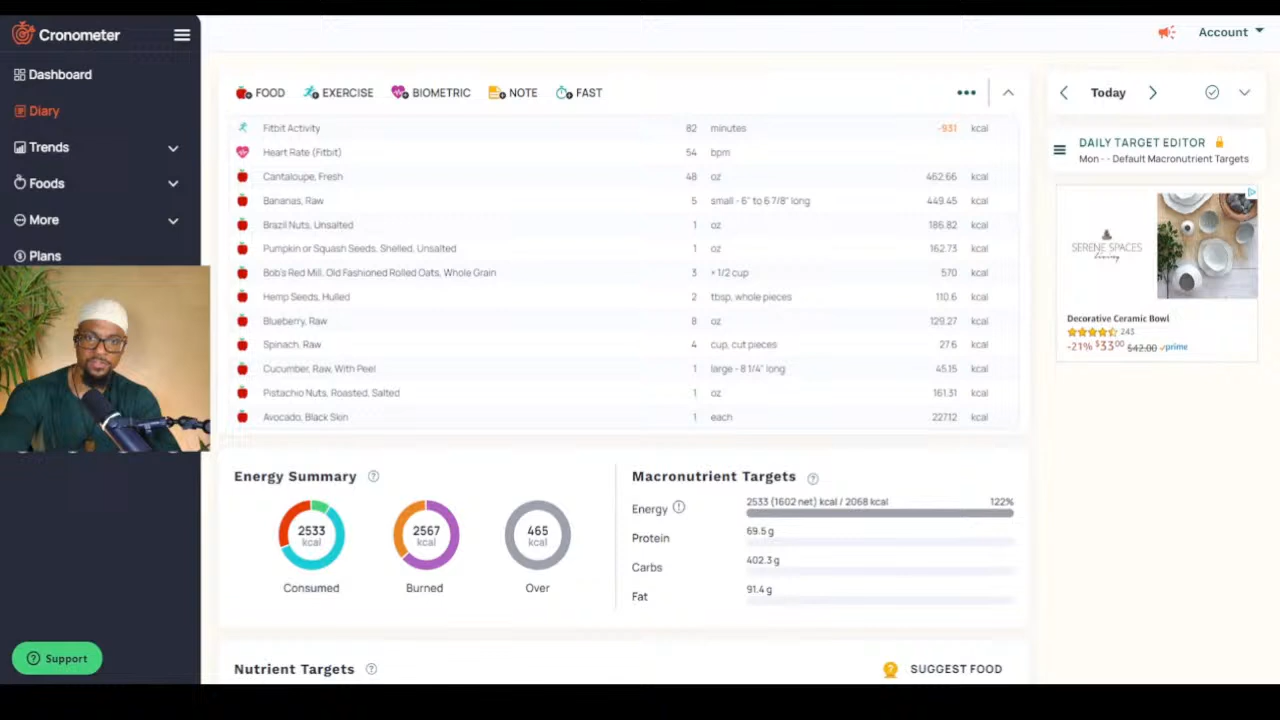 Cronometer
Account
Dashboard
Diary
Trends
Foods
More
Plans
Support
FOOD EXERCISE BIOMETRIC NOTE FAST
Fitbit Activity 82 minutes -931 kcal
Heart Rate (Fitbit) 54 bpm
Cantaloupe, Fresh 48 oz 462.66 kcal
Bananas, Raw 5 small - 6" to 6 7/8" long 449.45 kcal
Brazil Nuts, Unsalted 1 oz 186.82 kcal
Pumpkin or Squash Seeds, Shelled, Unsalted 1 oz 162.73 kcal
Bob's Red Mill, Old Fashioned Rolled Oats, Whole Grain 3 × 1/2 cup 570 kcal
Hemp Seeds, Hulled 2 tbsp, whole pieces 110.6 kcal
Blueberry, Raw 8 oz 129.27 kcal
Spinach, Raw 4 cup, cut pieces 27.6 kcal
Cucumber, Raw, With Peel 1 large - 8 1/4" long 45.15 kcal
Pistachio Nuts, Roasted, Salted 1 oz 161.31 kcal
Avocado, Black Skin 1 each 227.12 kcal
Energy Summary
2533 kcal
Consumed
2567 kcal
Burned
465 kcal
Over
Macronutrient Targets
Energy 2533 (1602 net) kcal / 2068 kcal 122%
Protein 69.5 g
Carbs 402.3 g
Fat 91.4 g
Nutrient Targets
SUGGEST FOOD
Today
DAILY TARGET EDITOR
Mon - - Default Macronutrient Targets
SERENE SPACES
living
Decorative Ceramic Bowl
243
-21% $33.00 $42.00 prime